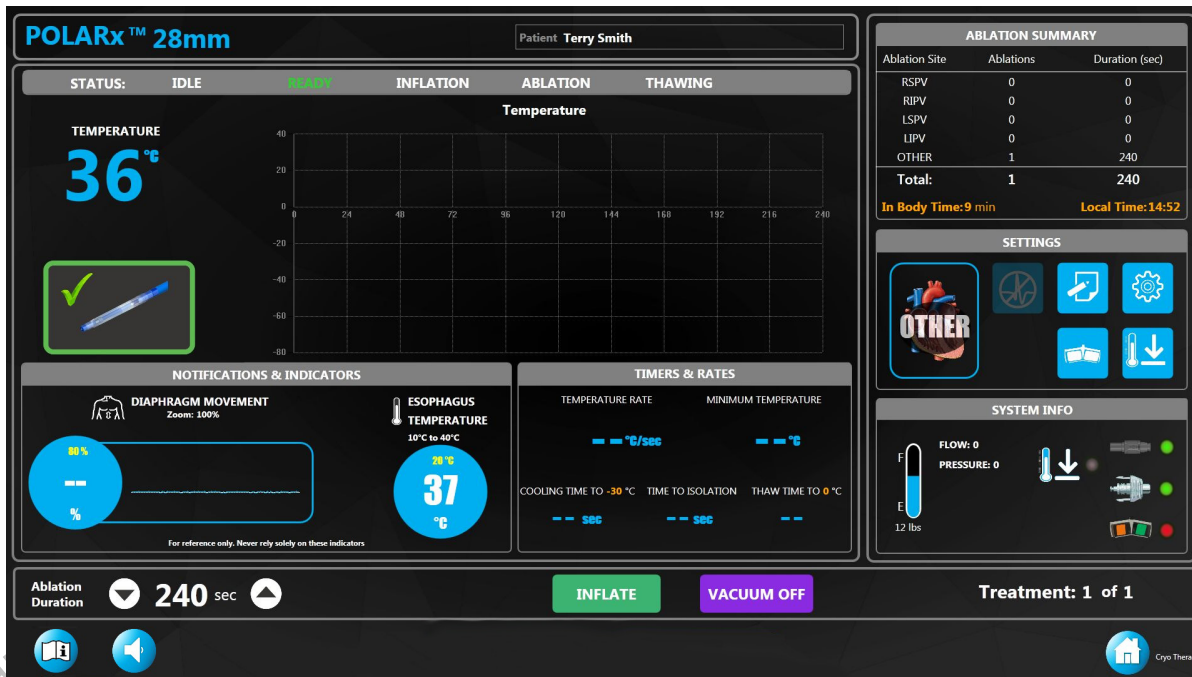 POLARx™ 28mm
Patient Terry Smith
STATUS: IDLE READY INFLATION ABLATION THAWING
TEMPERATURE
36 °C
Temperature
40
20
0
-20
-40
-60
-80
0 24 48 72 96 120 144 168 192 216 240
NOTIFICATIONS & INDICATORS
DIAPHRAGM MOVEMENT
Zoom: 100%
80 %
--
%
ESOPHAGUS
TEMPERATURE
10°C to 40°C
20 °C
37
°C
For reference only. Never rely solely on these indicators
TIMERS & RATES
TEMPERATURE RATE MINIMUM TEMPERATURE
-- °C/sec -- °C
COOLING TIME TO -30 °C TIME TO ISOLATION THAW TIME TO 0 °C
-- sec -- sec --
ABLATION SUMMARY
Ablation Site Ablations Duration (sec)
RSPV 0 0
RIPV 0 0
LSPV 0 0
LIPV 0 0
OTHER 1 240
Total: 1 240
In Body Time:9 min Local Time:14:52
SETTINGS
OTHER
SYSTEM INFO
F
E
12 lbs
FLOW: 0
PRESSURE: 0
Ablation
Duration
240 sec
INFLATE
VACUUM OFF
Treatment: 1 of 1
i
Cryo Thera